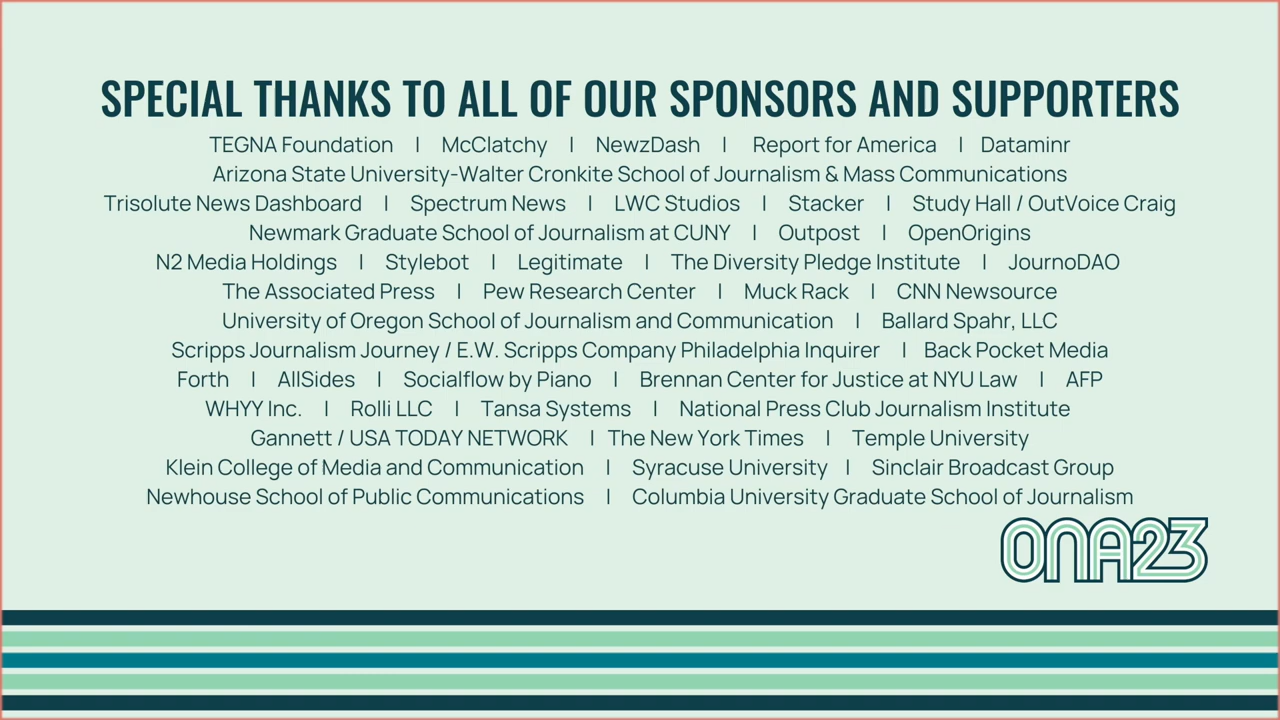 SPECIAL THANKS TO ALL OF OUR SPONSORS AND SUPPORTERS
TEGNA Foundation | McClatchy | NewzDash | Report for America | Dataminr
Arizona State University-Walter Cronkite School of Journalism & Mass Communications
Trisolute News Dashboard | Spectrum News | LWC Studios | Stacker | Study Hall / OutVoice Craig
Newmark Graduate School of Journalism at CUNY | Outpost | OpenOrigins
N2 Media Holdings | Stylebot | Legitimate | The Diversity Pledge Institute | JournoDAO
The Associated Press | Pew Research Center | Muck Rack | CNN Newsource
University of Oregon School of Journalism and Communication | Ballard Spahr, LLC
Scripps Journalism Journey / E.W. Scripps Company Philadelphia Inquirer | Back Pocket Media
Forth | AllSides | Socialflow by Piano | Brennan Center for Justice at NYU Law | AFP
WHYY Inc. | Rolli LLC | Tansa Systems | National Press Club Journalism Institute
Gannett / USA TODAY NETWORK | The New York Times | Temple University
Klein College of Media and Communication | Syracuse University | Sinclair Broadcast Group
Newhouse School of Public Communications | Columbia University Graduate School of Journalism
ONA23